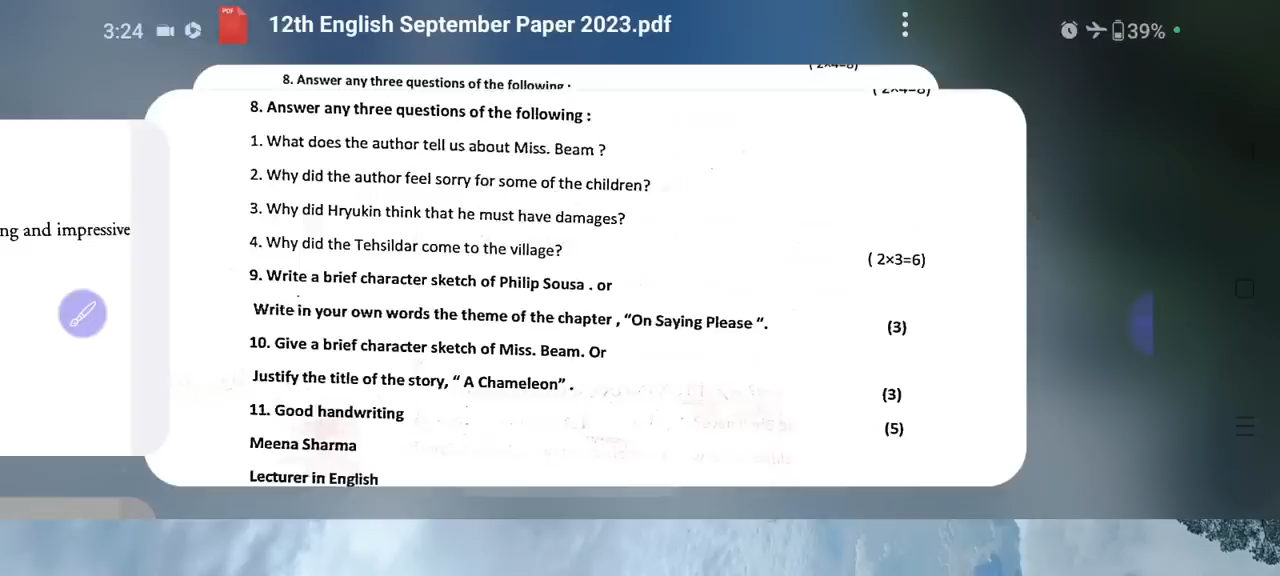 3:24
PDF
12th English September Paper 2023.pdf
39%
8. Answer any three questions of the following :
8. Answer any three questions of the following :
1. What does the author tell us about Miss. Beam ?
2. Why did the author feel sorry for some of the children?
3. Why did Hryukin think that he must have damages?
4. Why did the Tehsildar come to the village?
( 2×3=6)
ng and impressive
9. Write a brief character sketch of Philip Sousa . or
Write in your own words the theme of the chapter , “On Saying Please “.
(3)
10. Give a brief character sketch of Miss. Beam. Or
Justify the title of the story, “ A Chameleon” .
(3)
11. Good handwriting
(5)
Meena Sharma
Lecturer in English